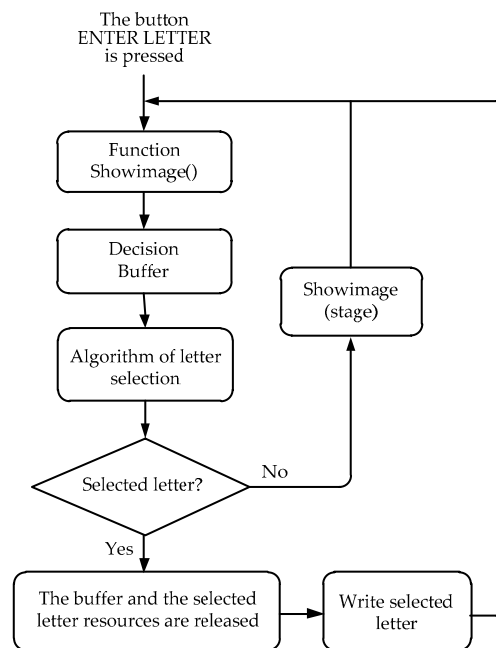 The button
ENTER LETTER
is pressed
Function
Showimage()
Decision
Buffer
Showimage
(stage)
Algorithm of letter
selection
Selected letter?
No
Yes
The buffer and the selected
letter resources are released
Write selected
letter